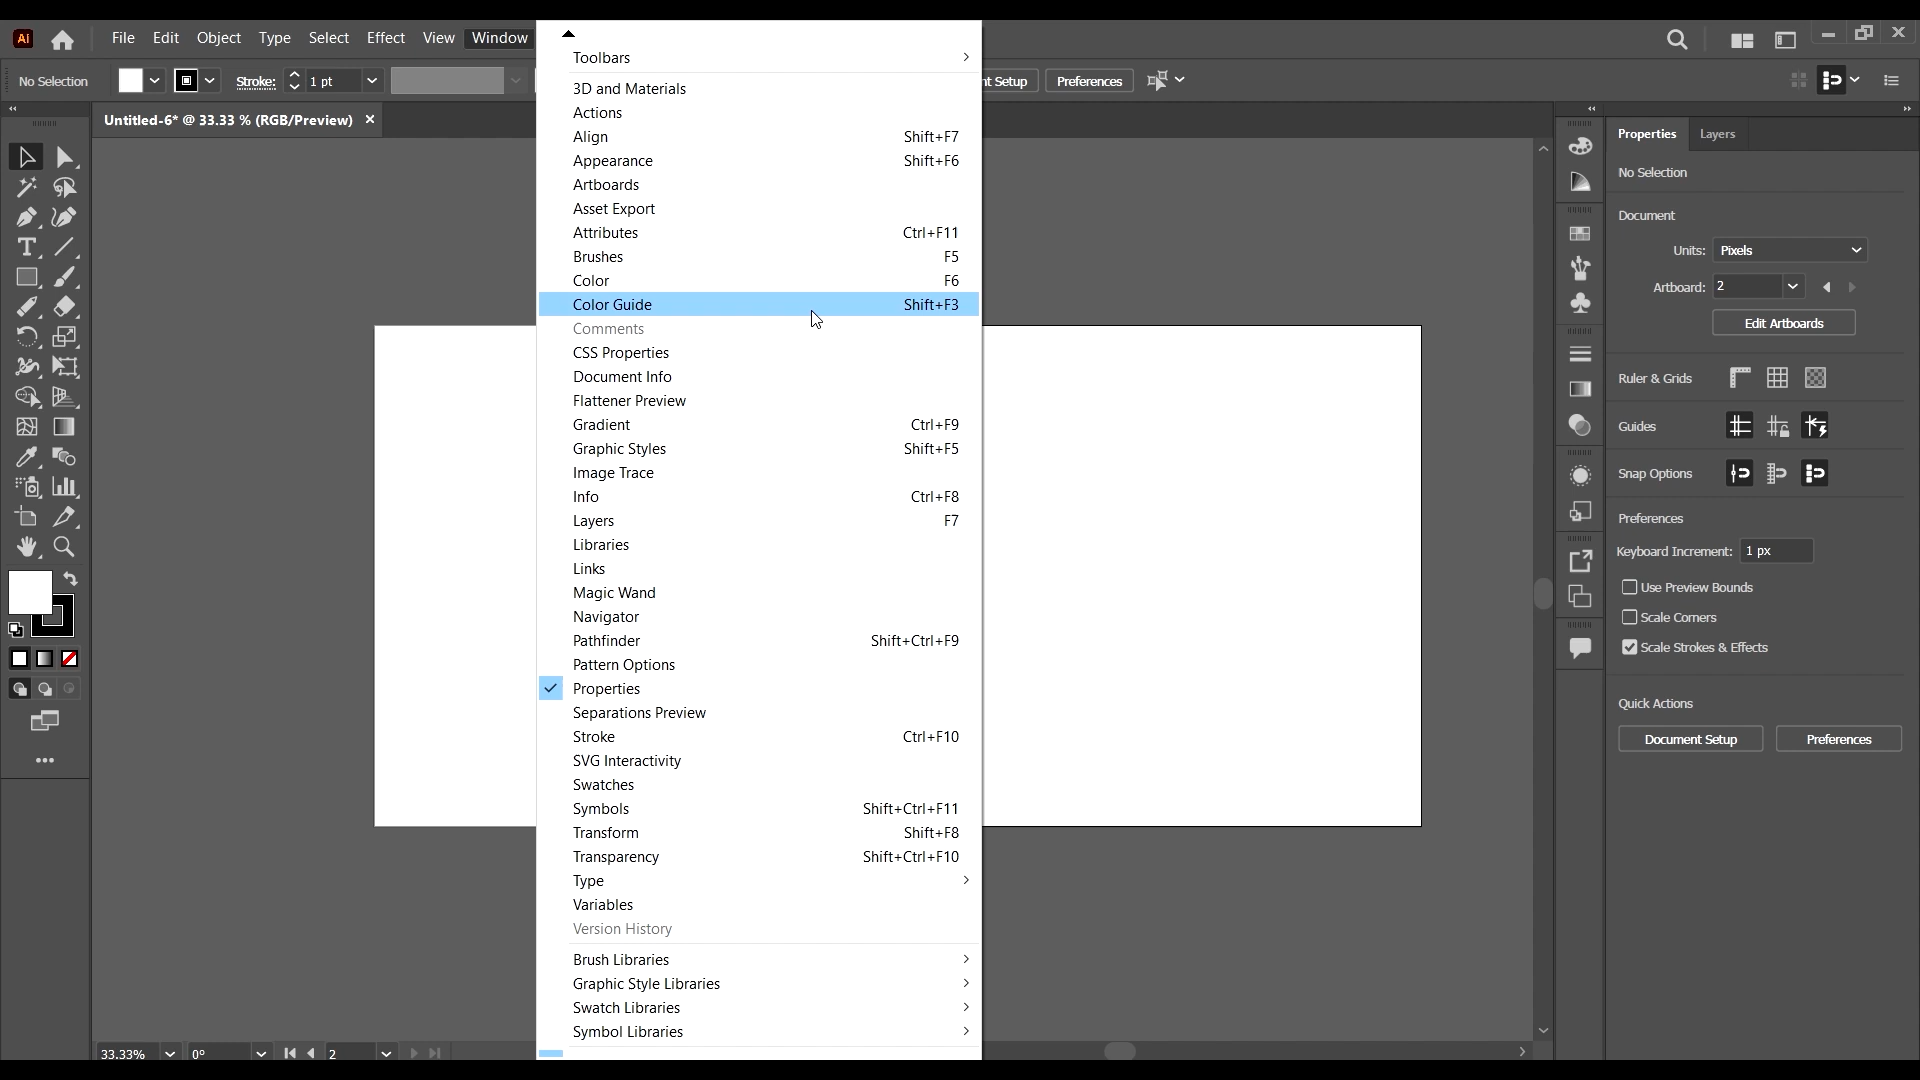 Ai File Edit Object Type Select Effect View Window
No Selection Stroke: 1 pt nt Setup Preferences
Untitled-6* @ 33.33 % (RGB/Preview)
Toolbars
3D and Materials
Actions
Align Shift+F7
Appearance Shift+F6
Artboards
Asset Export
Attributes Ctrl+F11
Brushes F5
Color F6
Color Guide Shift+F3
Comments
CSS Properties
Document Info
Flattener Preview
Gradient Ctrl+F9
Graphic Styles Shift+F5
Image Trace
Info Ctrl+F8
Layers F7
Libraries
Links
Magic Wand
Navigator
Pathfinder Shift+Ctrl+F9
Pattern Options
Properties
Separations Preview
Stroke Ctrl+F10
SVG Interactivity
Swatches
Symbols Shift+Ctrl+F11
Transform Shift+F8
Transparency Shift+Ctrl+F10
Type
Variables
Version History
Brush Libraries
Graphic Style Libraries
Swatch Libraries
Symbol Libraries
Properties Layers
No Selection
Document
Units: Pixels
Artboard: 2
Edit Artboards
Ruler & Grids
Guides
Snap Options
Preferences
Keyboard Increment: 1 px
Use Preview Bounds
Scale Corners
Scale Strokes & Effects
Quick Actions
Document Setup Preferences
33.33% 0° 2